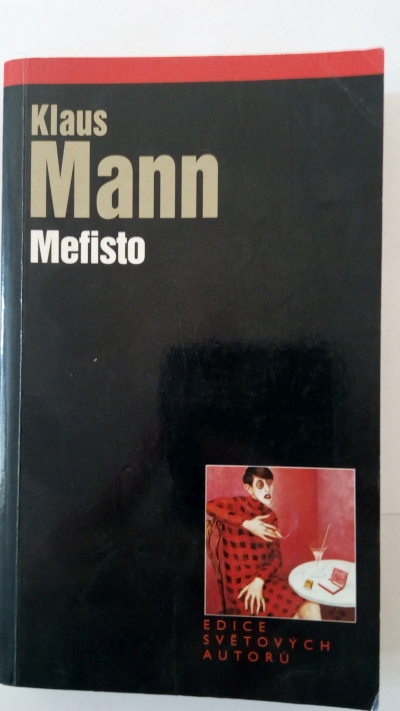 Klaus
Mann
Mefisto
EDICE
SVĚTOVÝCH
AUTORŮ